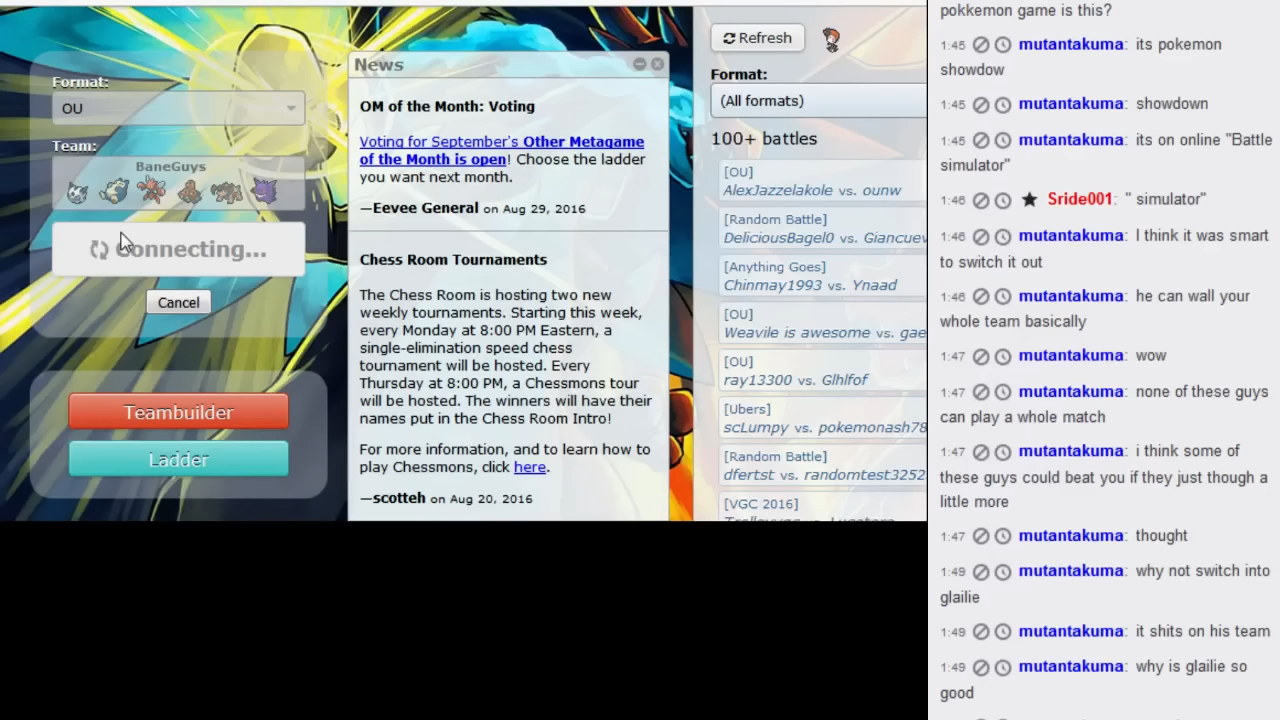 Format:
OU
Team:
BaneGuys
Connecting...
Cancel
Teambuilder
Ladder
News
OM of the Month: Voting
Voting for September's Other Metagame
of the Month is open! Choose the ladder
you want next month.
—Eevee General on Aug 29, 2016
Chess Room Tournaments
The Chess Room is hosting two new
weekly tournaments. Starting this week,
every Monday at 8:00 PM Eastern, a
single-elimination speed chess
tournament will be hosted. Every
Thursday at 8:00 PM, a Chessmons tour
will be hosted. The winners will have their
names put in the Chess Room Intro!
For more information, and to learn how to
play Chessmons, click here.
—scotteh on Aug 20, 2016
Refresh
Format:
(All formats)
100+ battles
[OU]
AlexJazzelakole vs. ounw
[Random Battle]
DeliciousBagel0 vs. Giancuev
[Anything Goes]
Chinmay1993 vs. Ynaad
[OU]
Weavile is awesome vs. gae
[OU]
ray13300 vs. Glhlfof
[Ubers]
scLumpy vs. pokemonash78
[Random Battle]
dfertst vs. randomtest3252
[VGC 2016]
pokkemon game is this?
1:45 mutantakuma: its pokemon
showdow
1:45 mutantakuma: showdown
1:45 mutantakuma: its on online "Battle
simulator"
1:46 Sride001: " simulator"
1:46 mutantakuma: I think it was smart
to switch it out
1:46 mutantakuma: he can wall your
whole team basically
1:47 mutantakuma: wow
1:47 mutantakuma: none of these guys
can play a whole match
1:47 mutantakuma: i think some of
these guys could beat you if they just though a
little more
1:47 mutantakuma: thought
1:49 mutantakuma: why not switch into
glailie
1:49 mutantakuma: it shits on his team
1:49 mutantakuma: why is glailie so
good